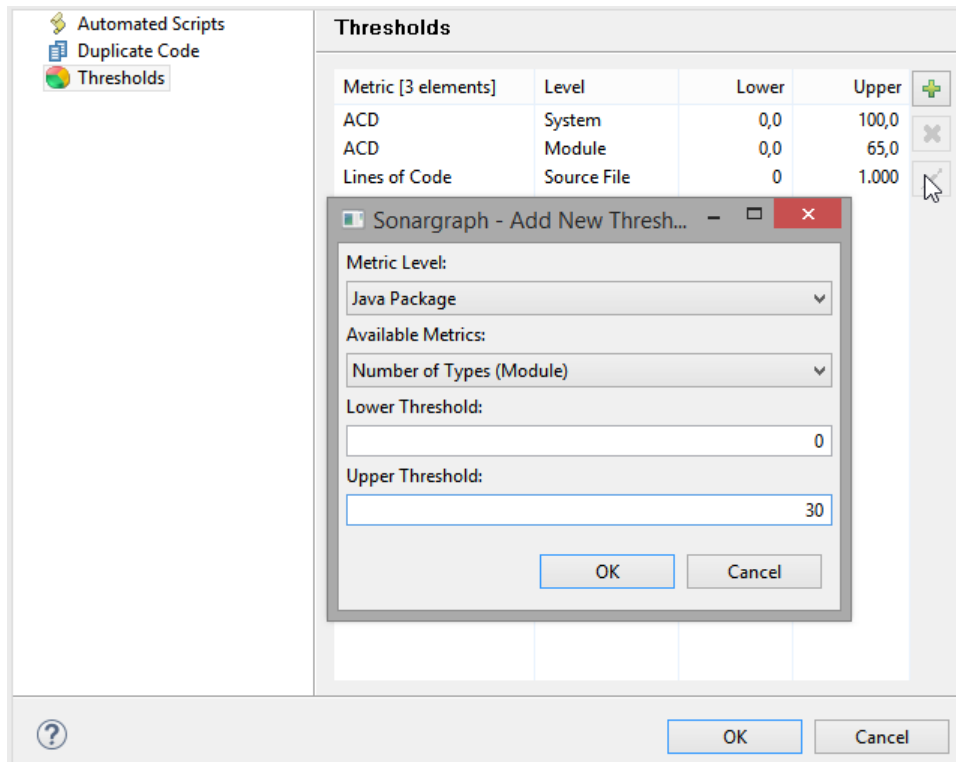 Automated Scripts
Duplicate Code
Thresholds
Thresholds
Metric [3 elements] Level Lower Upper
ACD System 0,0 100,0
ACD Module 0,0 65,0
Lines of Code Source File 0 1.000
Sonargraph - Add New Thresh...
Metric Level:
Java Package
Available Metrics:
Number of Types (Module)
Lower Threshold:
0
Upper Threshold:
30
OK Cancel
OK Cancel